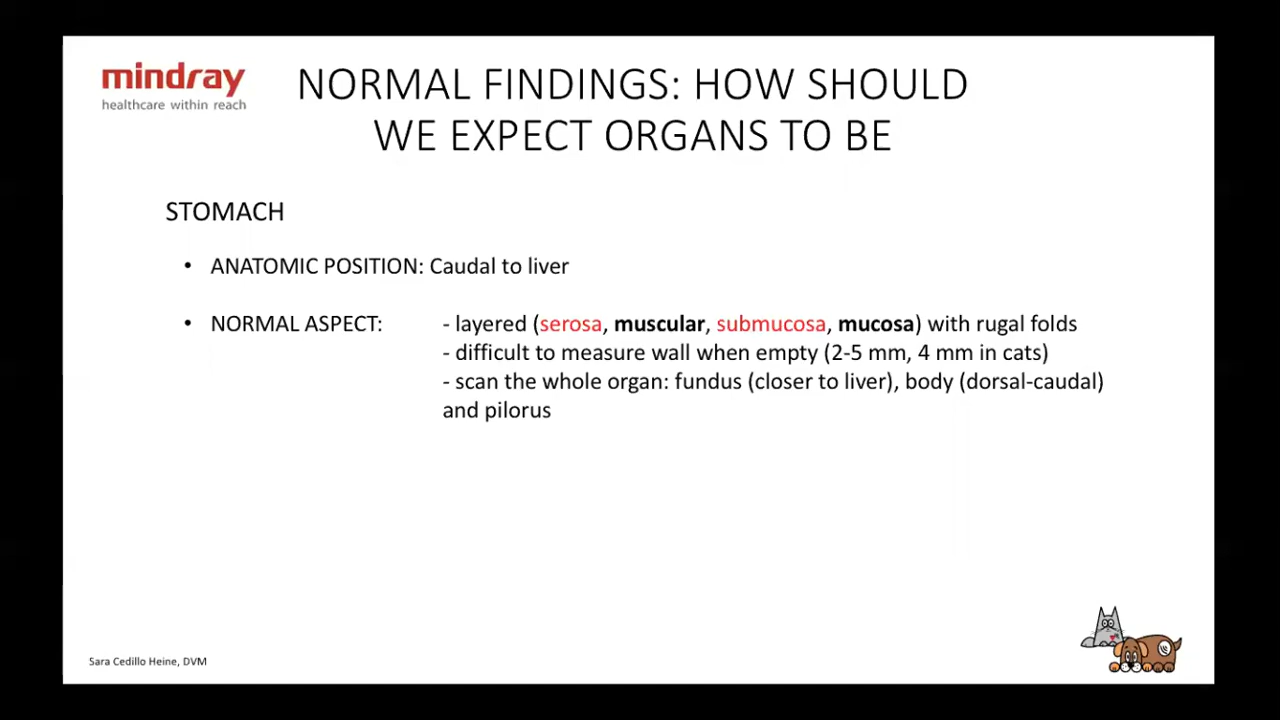 mindray
healthcare within reach
NORMAL FINDINGS: HOW SHOULD
WE EXPECT ORGANS TO BE
STOMACH
• ANATOMIC POSITION: Caudal to liver
• NORMAL ASPECT: - layered (serosa, muscular, submucosa, mucosa) with rugal folds
- difficult to measure wall when empty (2-5 mm, 4 mm in cats)
- scan the whole organ: fundus (closer to liver), body (dorsal-caudal)
and pilorus
Sara Cedillo Heine, DVM